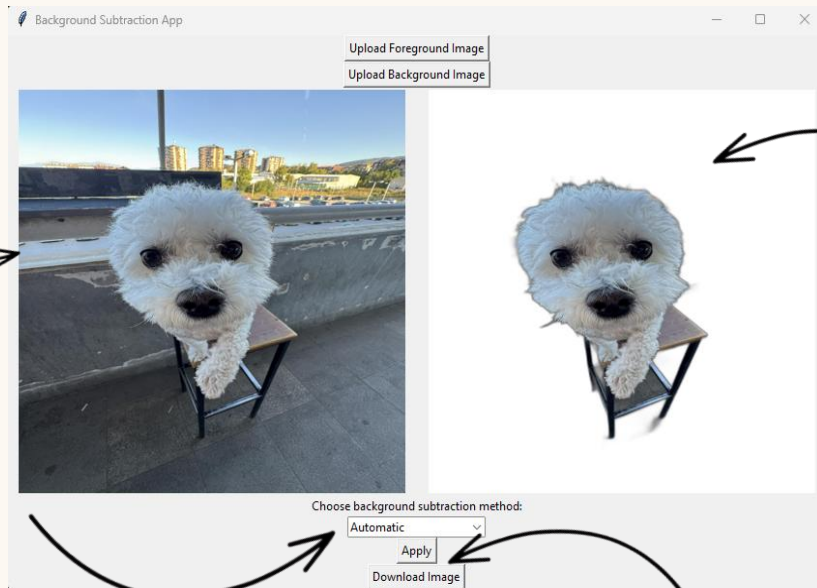 Background Subtraction App
Upload Foreground Image
Upload Background Image
Choose background subtraction method:
Automatic
Apply
Download Image